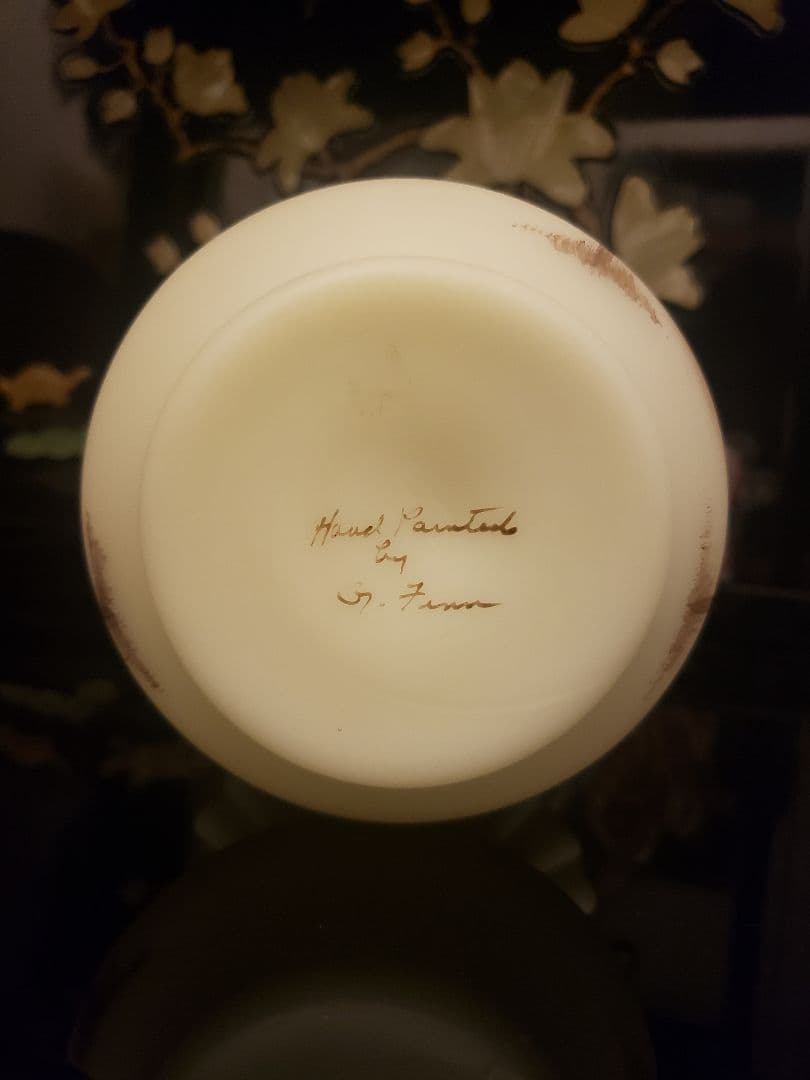 Hand Painted
by
G. Fenn